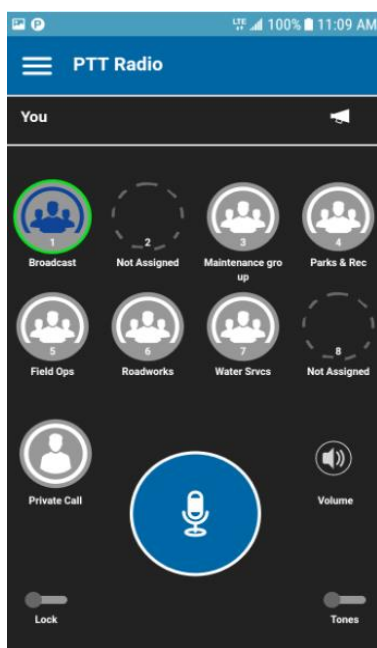 LTE 100% 11:09 AM
PTT Radio
You
1 2 3 4
Broadcast Not Assigned Maintenance gro Parks & Rec
up
5 6 7 8
Field Ops Roadworks Water Srvcs Not Assigned
Private Call Volume
Lock Tones